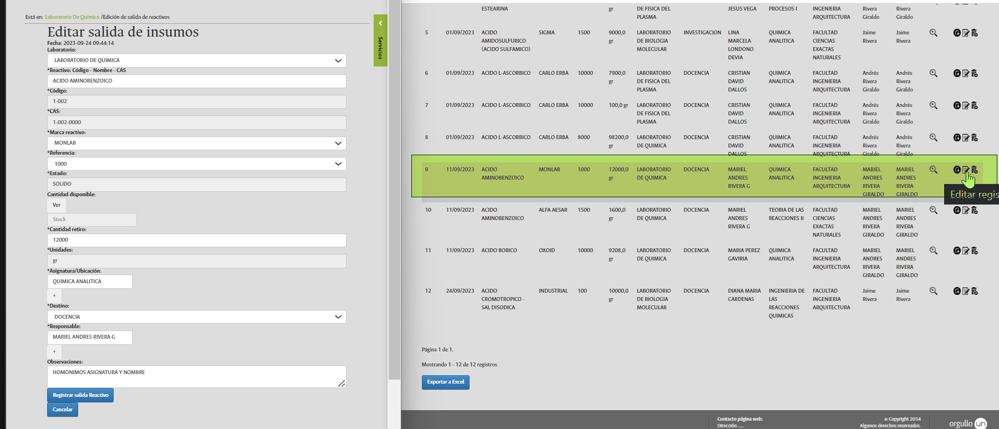 Está en: Laboratorio De Quimica /Edición de salida de reactivos
Editar salida de insumos
Fecha: 2023-09-24 09:44:14
Laboratorio:
LABORATORIO DE QUIMICA
*Reactivo: Código - Nombre - CAS
ACIDO AMINOBENZOICO
*Código:
1-002
*CAS:
1-002-0000
*Marca reactivo:
MONLAB
*Referencia:
1000
*Estado:
SOLIDO
Cantidad disponible:
Ver
Stock
*Cantidad retiro:
12000
*Unidades:
gr
*Asignatura/Ubicación:
QUIMICA ANALITICA
+
*Destino:
DOCENCIA
*Responsable:
MARIEL ANDRES RIVERA G
+
Observaciones:
HOMONIMOS ASIGNATURA Y NOMBRE
Registrar salida Reactivo
Cancelar
Servicios
ESTEARINA gr DE FISICA DEL JESUS VEGA PROCESOS I INGENIERIA Rivera Rivera
PLASMA ARQUITECTURA Giraldo Giraldo
5 01/09/2023 ACIDO SIGMA 1500 9000,0 LABORATORIO INVESTIGACION LINA QUIMICA FACULTAD Jaime Jaime
AMIDOSULFURICO gr DE BIOLOGIA MARCELA ANALITICA CIENCIAS Rivera Rivera
(ACIDO SULFAMICO) MOLECULAR LONDONO EXACTAS
DEVIA NATURALES
6 01/09/2023 ACIDO L-ASCORBICO CARLO ERBA 10000 7900,0 LABORATORIO DOCENCIA CRISTIAN QUIMICA FACULTAD Andrés Andrés
gr DE FISICA DEL DAVID ANALITICA INGENIERIA Rivera Rivera
PLASMA DALLOS ARQUITECTURA Giraldo Giraldo
7 01/09/2023 ACIDO L-ASCORBICO CARLO ERBA 10000 100,0 gr LABORATORIO DOCENCIA CRISTIAN QUIMICA FACULTAD Andrés Andrés
DE FISICA DEL DAVID ANALITICA INGENIERIA Rivera Rivera
PLASMA DALLOS ARQUITECTURA Giraldo Giraldo
8 01/09/2023 ACIDO L-ASCORBICO CARLO ERBA 8000 98200,0 LABORATORIO DOCENCIA CRISTIAN QUIMICA FACULTAD Andrés Andrés
gr DE QUIMICA DAVID ANALITICA INGENIERIA Rivera Rivera
DALLOS ARQUITECTURA Giraldo Giraldo
9 11/09/2023 ACIDO MONLAB 1000 12000,0 LABORATORIO DOCENCIA MARIEL QUIMICA FACULTAD MARIEL MARIEL
AMINOBENZOICO gr DE QUIMICA ANDRES ANALITICA INGENIERIA ANDRES ANDRES
RIVERA G ARQUITECTURA RIVERA RIVERA
GIRALDO GIRALDO
Editar regis
10 11/09/2023 ACIDO ALFA AESAR 1500 1600,0 LABORATORIO DOCENCIA MARIEL TEORIA DE LAS FACULTAD MARIEL MARIEL
AMINOBENZOICO gr DE QUIMICA ANDRES REACCIONES II CIENCIAS ANDRES ANDRES
RIVERA G EXACTAS RIVERA RIVERA
NATURALES GIRALDO GIRALDO
11 11/09/2023 ACIDO BORICO OXOID 10000 9208,0 LABORATORIO DOCENCIA MARIA PEREZ QUIMICA FACULTAD MARIEL MARIEL
gr DE QUIMICA GAVIRIA ANALITICA INGENIERIA ANDRES ANDRES
ARQUITECTURA RIVERA RIVERA
GIRALDO GIRALDO
12 24/09/2023 ACIDO INDUSTRIAL 100 10000,0 LABORATORIO DOCENCIA DIANA MARIA INGENIERIA DE FACULTAD Jaime Jaime
CROMOTROPICO - gr DE BIOLOGIA CARDENAS LAS INGENIERIA Rivera Rivera
SAL DISODICA MOLECULAR REACCIONES ARQUITECTURA
QUIMICAS
Página 1 de 1.
Mostrando 1 - 12 de 12 registros
Exportar a Excel
Contacto página web:
Dirección .....
© Copyright 2014
Algunos derechos reservados.
orgullo un